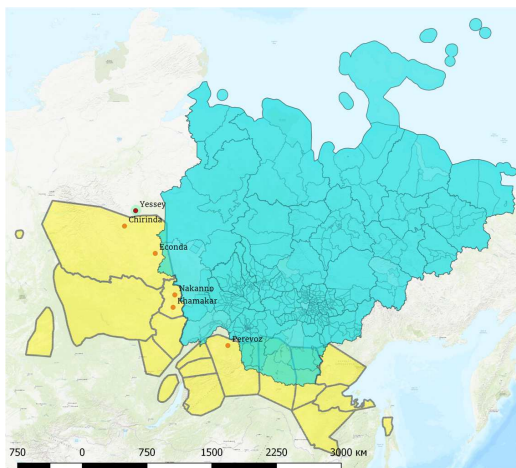 Yessey
Chirinda
Econda
Nakanno
Khamakar
Perevoz
750 0 750 1500 2250 3000 км